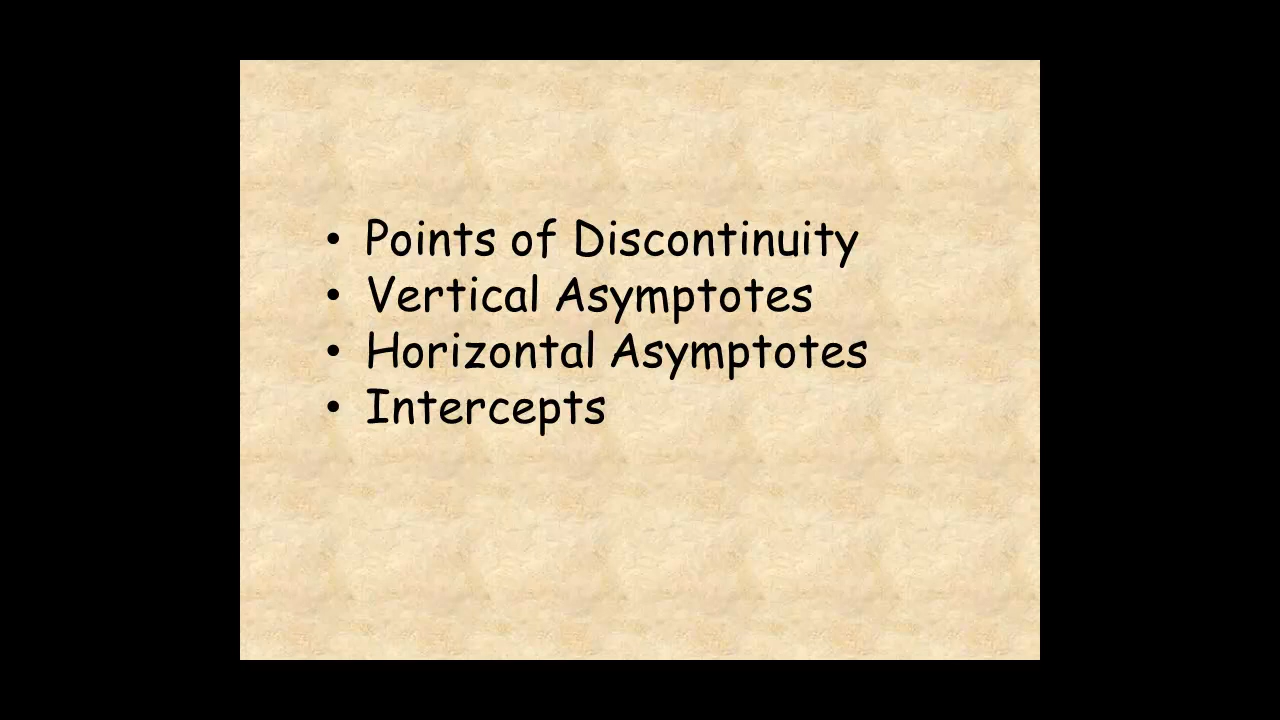 • Points of Discontinuity
• Vertical Asymptotes
• Horizontal Asymptotes
• Intercepts